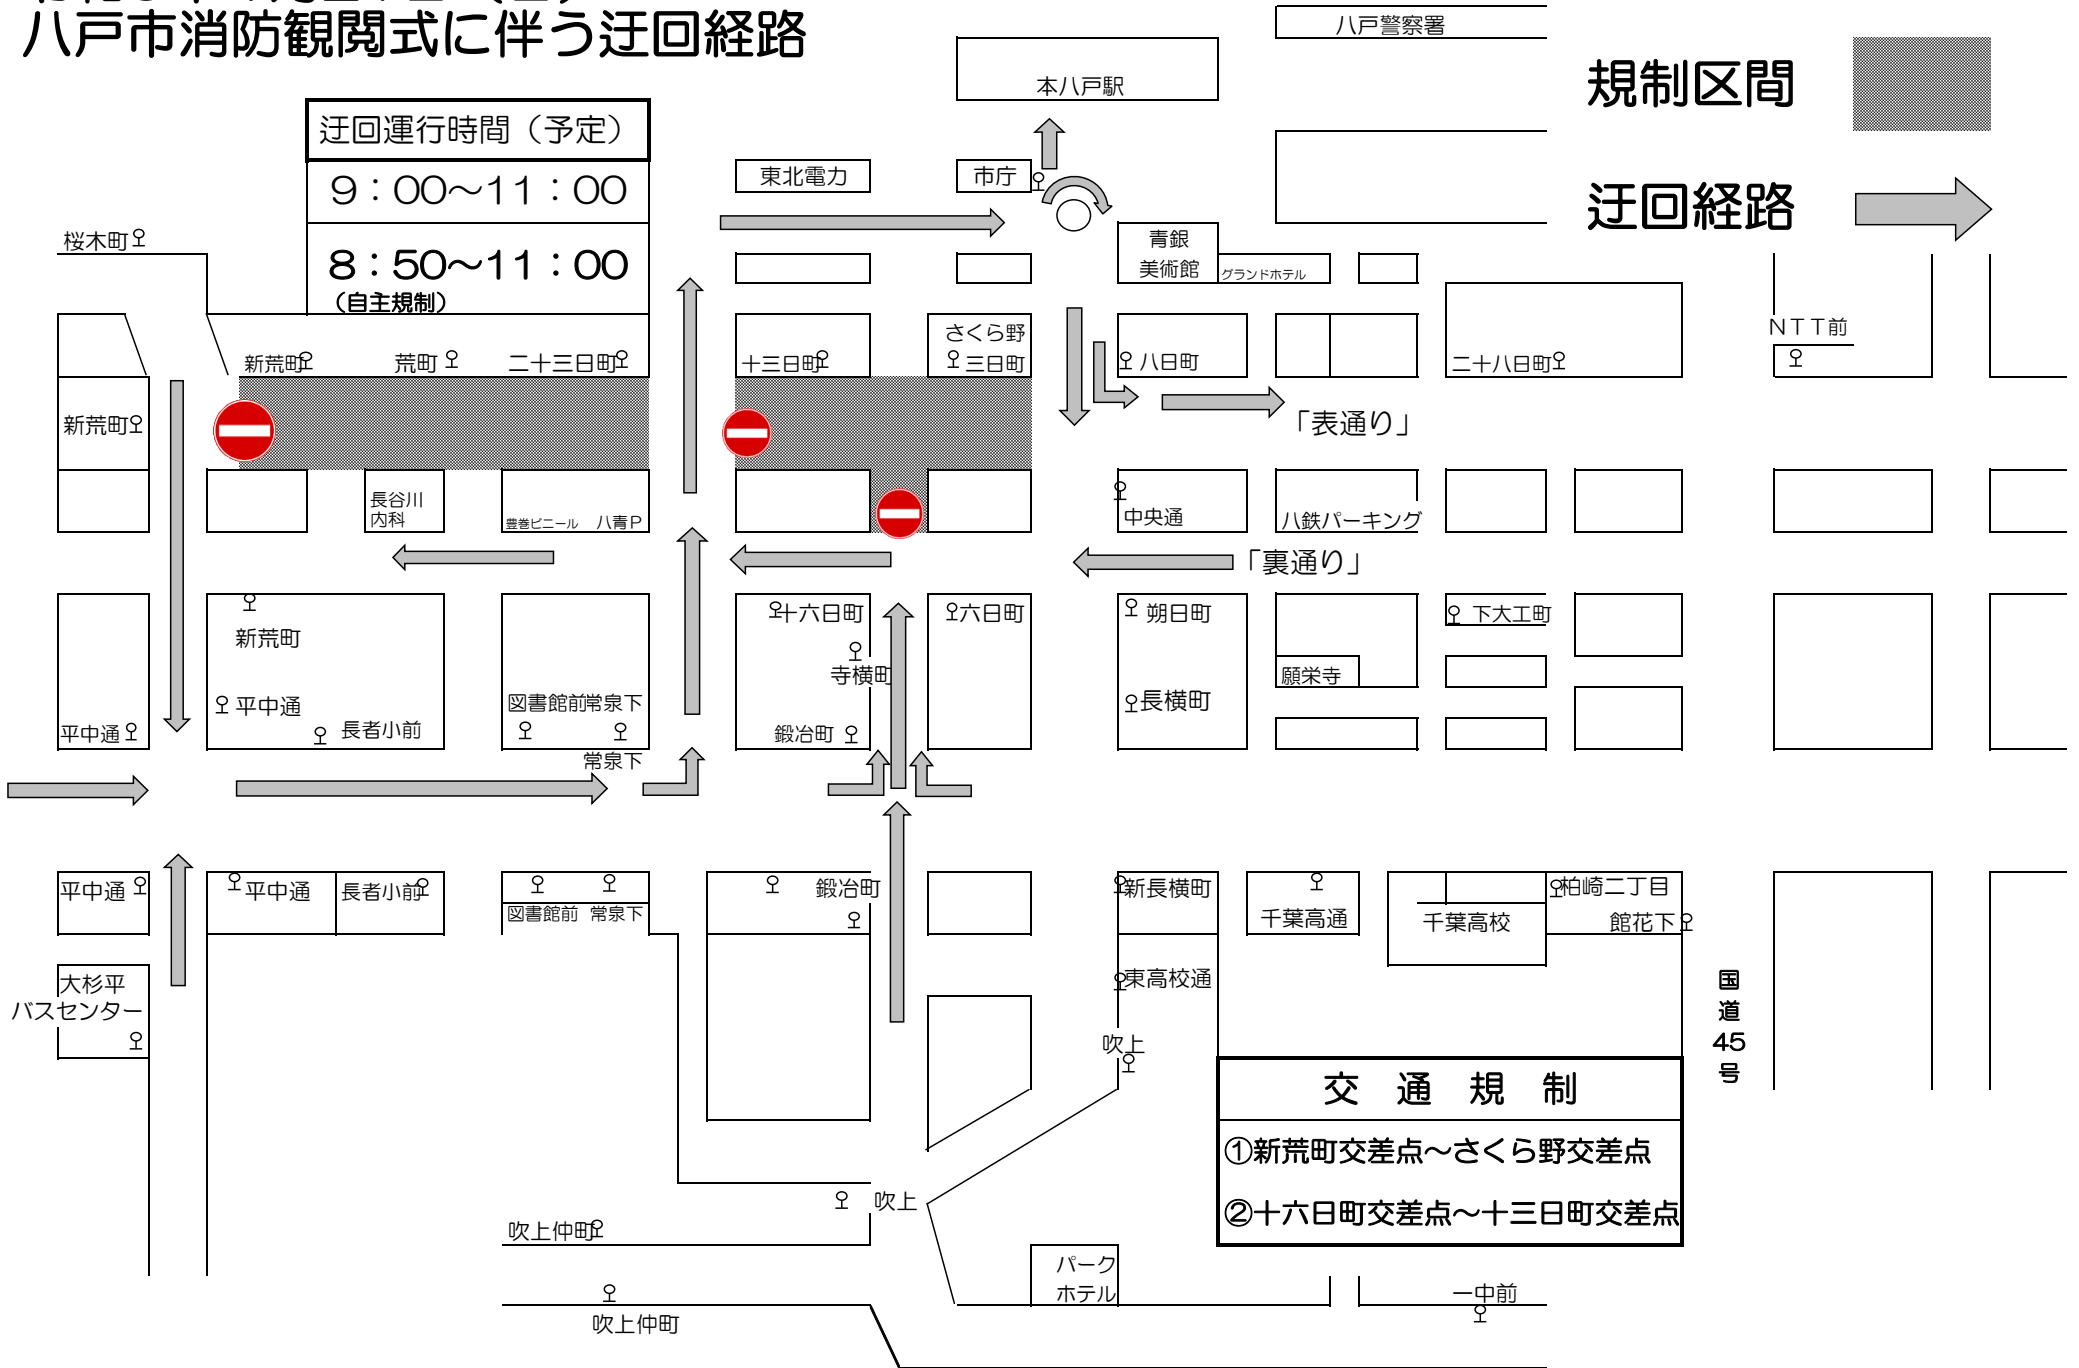 八戸市消防観閲式に伴う迂回経路
八戸警察署
本八戸駅
規制区間
迂回運行時間（予定）
9：00～11：00
8：50～11：00
（自主規制）
東北電力
市庁
迂回経路
桜木町
青銀
美術館
グランドホテル
さくら野
新荒町
荒町
二十三日町
十三日町
三日町
八日町
二十八日町
NTT前
新荒町
「表通り」
長谷川
内科
豊巻ビニール
八青P
中央通
八鉄パーキング
「裏通り」
新荒町
十六日町
六日町
朔日町
下大工町
寺横町
願栄寺
平中通
平中通
長者小前
図書館前
常泉下
鍛冶町
長横町
常泉下
平中通
平中通
長者小前
図書館前
常泉下
鍛冶町
新長横町
千葉高通
千葉高校
柏崎二丁目
館花下
大杉平
バスセンター
東高校通
吹上
国
道
45
号
交通規制
①新荒町交差点～さくら野交差点
②十六日町交差点～十三日町交差点
吹上
吹上仲町
パーク
ホテル
一中前
吹上仲町